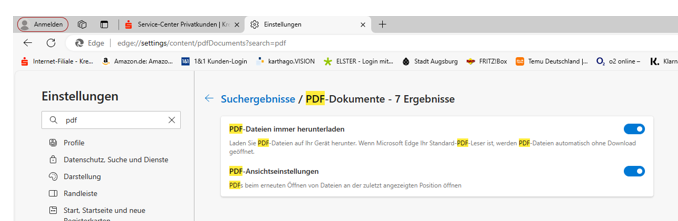 Anmelden
Service-Center Privatkunden | Kr
Einstellungen
Edge | edge://settings/content/pdfDocuments?search=pdf
Internet-Filiale - Kre... Amazon.de: Amazo... 1&1 Kunden-Login karthago.VISION ELSTER - Login mit... Stadt Augsburg FRITZ!Box Temu Deutschland |... o2 online – Klarn
Einstellungen
pdf
Profile
Datenschutz, Suche und Dienste
Darstellung
Randleiste
Start, Startseite und neue
Registerkarten
Suchergebnisse / PDF-Dokumente - 7 Ergebnisse
PDF-Dateien immer herunterladen
Laden Sie PDF-Dateien auf Ihr Gerät herunter. Wenn Microsoft Edge Ihr Standard-PDF-Leser ist, werden PDF-Dateien automatisch ohne Download
geöffnet.
PDF-Ansichtseinstellungen
PDFs beim erneuten Öffnen von Dateien an der zuletzt angezeigten Position öffnen